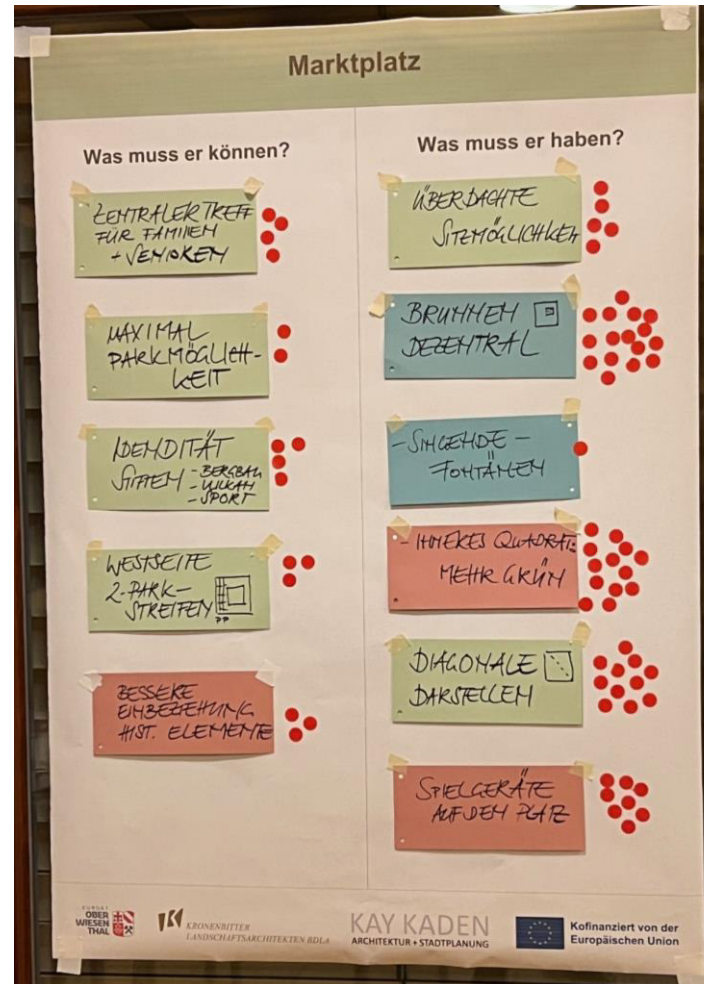 Marktplatz
Was muss er können?
ZENTRALER TREFF
FÜR FAMILIEN
+ SENIOREN
MAXIMAL
PARKMÖGLICH-
KEIT
IDENDITÄT
STIFTEN - BERGBAU
- VULKAN
- SPORT
WESTSEITE
2-PARK-
STREIFEN
PP
BESSERE
EINBEZIEHUNG
HIST. ELEMENTE
Was muss er haben?
ÜBERDACHTE
SITZMÖGLICHKEIT
BRUNNEN
DEZENTRAL
- SINGENDE -
FONTÄNEN
- INNERES QUADRAT:
MEHR GRÜN
DIAGONALE
DARSTELLEN
SPIELGERÄTE
AUF DEM PLATZ
KURORT
OBER
WIESEN
THAL
KRONENBITTER
LANDSCHAFTSARCHITEKTEN BDLA
KAY KADEN
ARCHITEKTUR + STADTPLANUNG
Kofinanziert von der
Europäischen Union